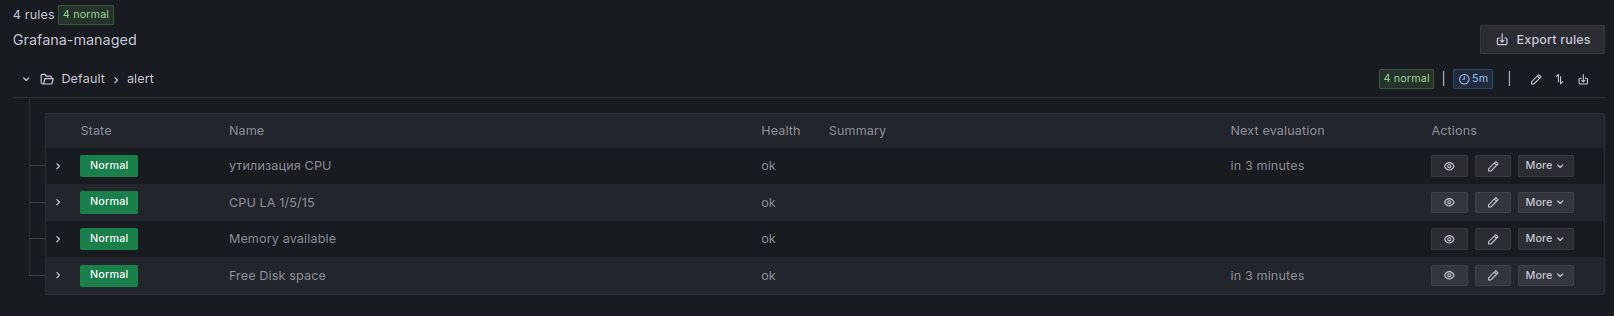 4 rules 4 normal
Grafana-managed Export rules
Default > alert 4 normal | 5m |
State Name Health Summary Next evaluation Actions
Normal утилизация CPU ok in 3 minutes More
Normal CPU LA 1/5/15 ok More
Normal Memory available ok More
Normal Free Disk space ok in 3 minutes More